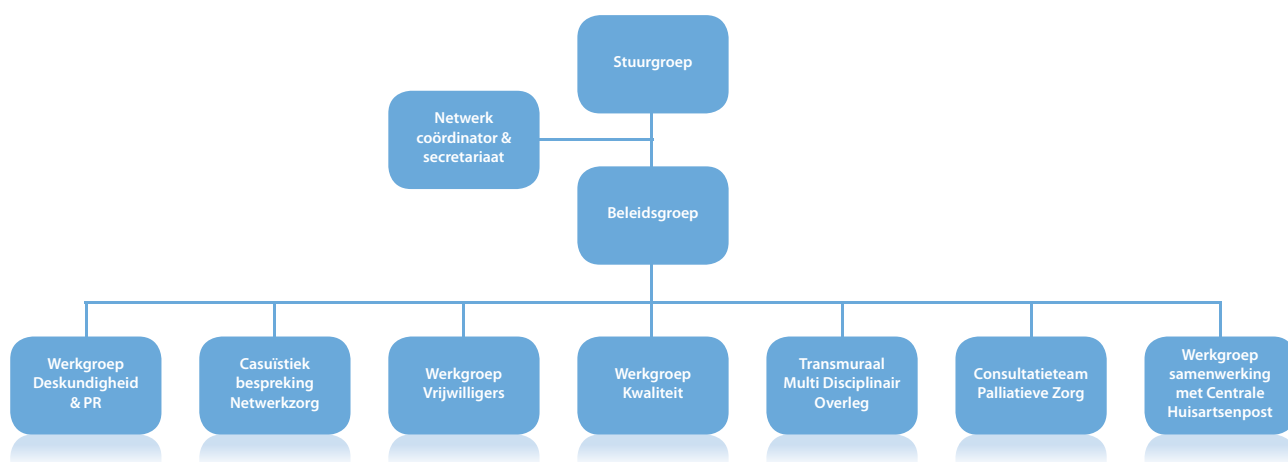 Stuurgroep
Netwerk
coördinator &
secretariaat
Beleidsgroep
Werkgroep
Deskundigheid
& PR
Casuïstiek
bespreking
Netwerkzorg
Werkgroep
Vrijwilligers
Werkgroep
Kwaliteit
Transmuraal
Multi Disciplinair
Overleg
Consultatieteam
Palliatieve Zorg
Werkgroep
samenwerking
met Centrale
Huisartsenpost